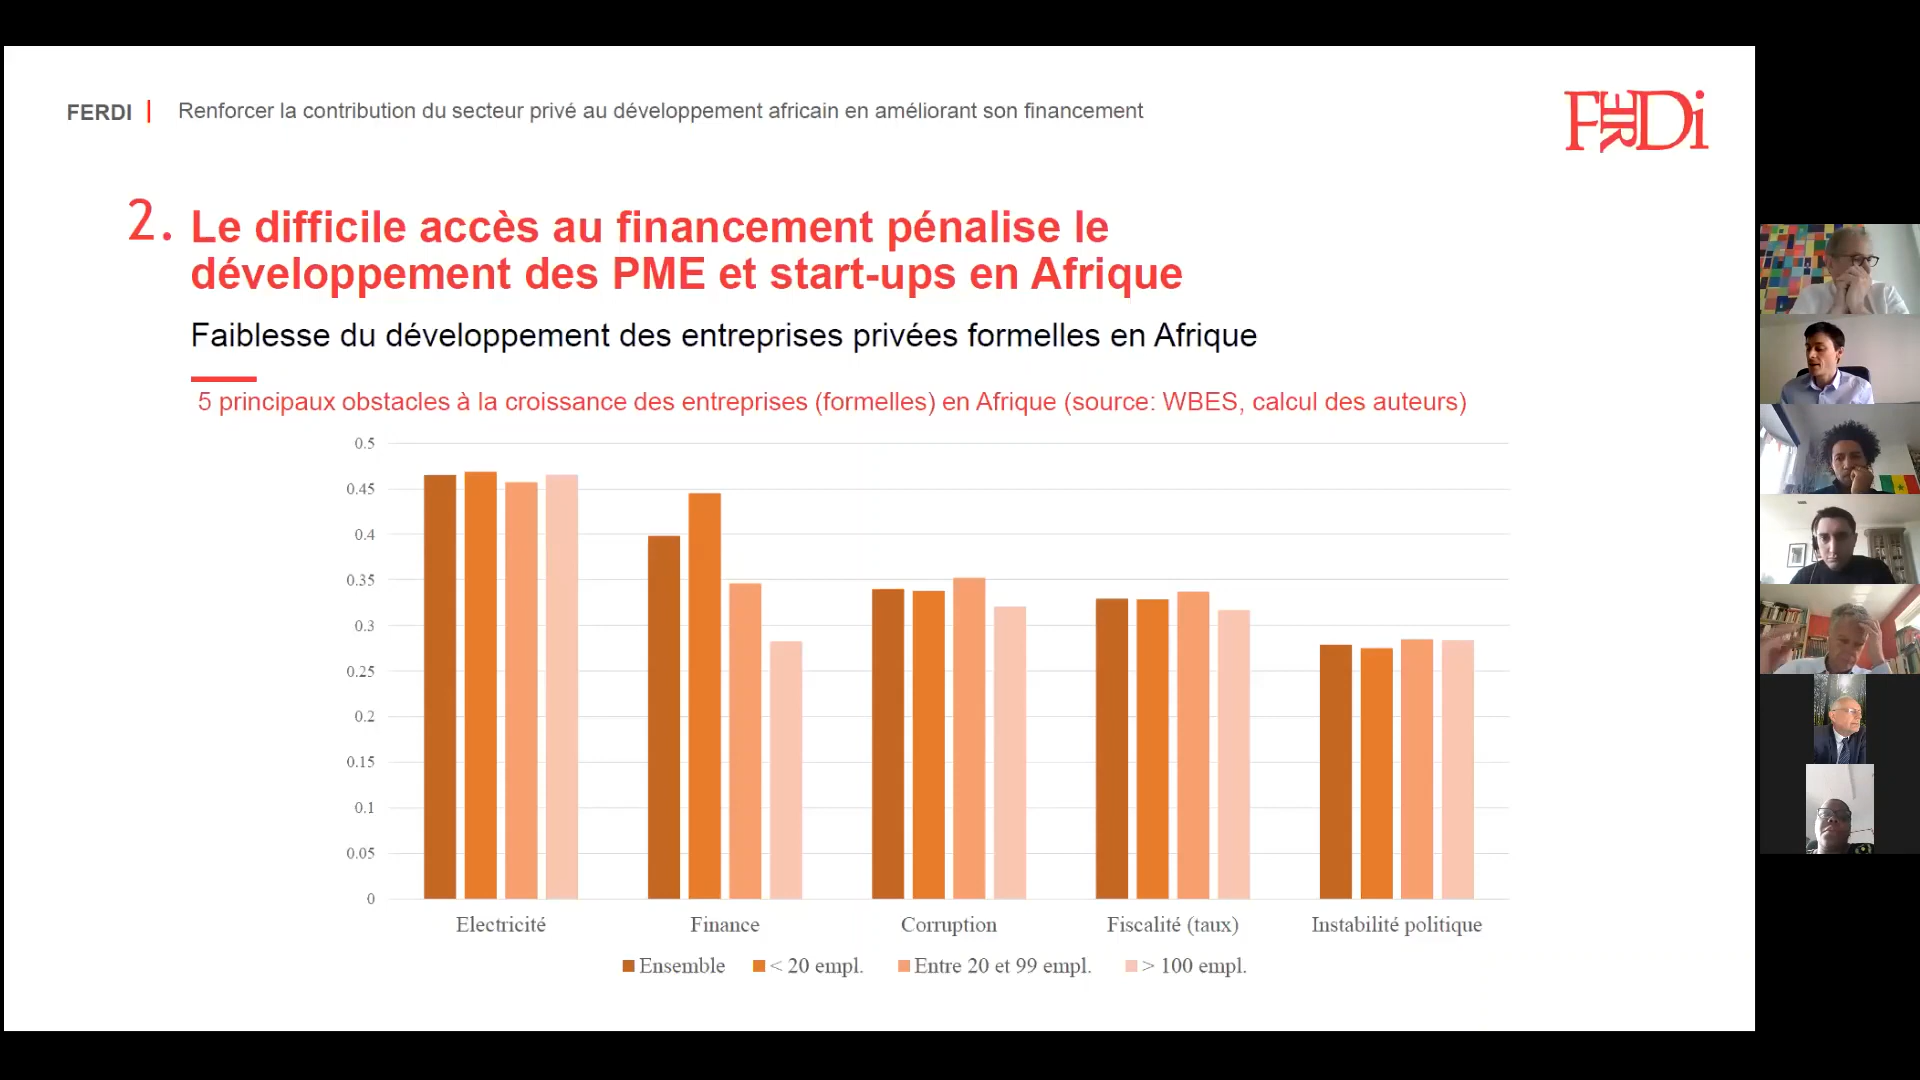 FERDI | Renforcer la contribution du secteur privé au développement africain en améliorant son financement
FERDi
2. Le difficile accès au financement pénalise le
développement des PME et start-ups en Afrique
Faiblesse du développement des entreprises privées formelles en Afrique
5 principaux obstacles à la croissance des entreprises (formelles) en Afrique (source: WBES, calcul des auteurs)
0.5
0.45
0.4
0.35
0.3
0.25
0.2
0.15
0.1
0.05
0
Electricité Finance Corruption Fiscalité (taux) Instabilité politique
Ensemble < 20 empl. Entre 20 et 99 empl. > 100 empl.